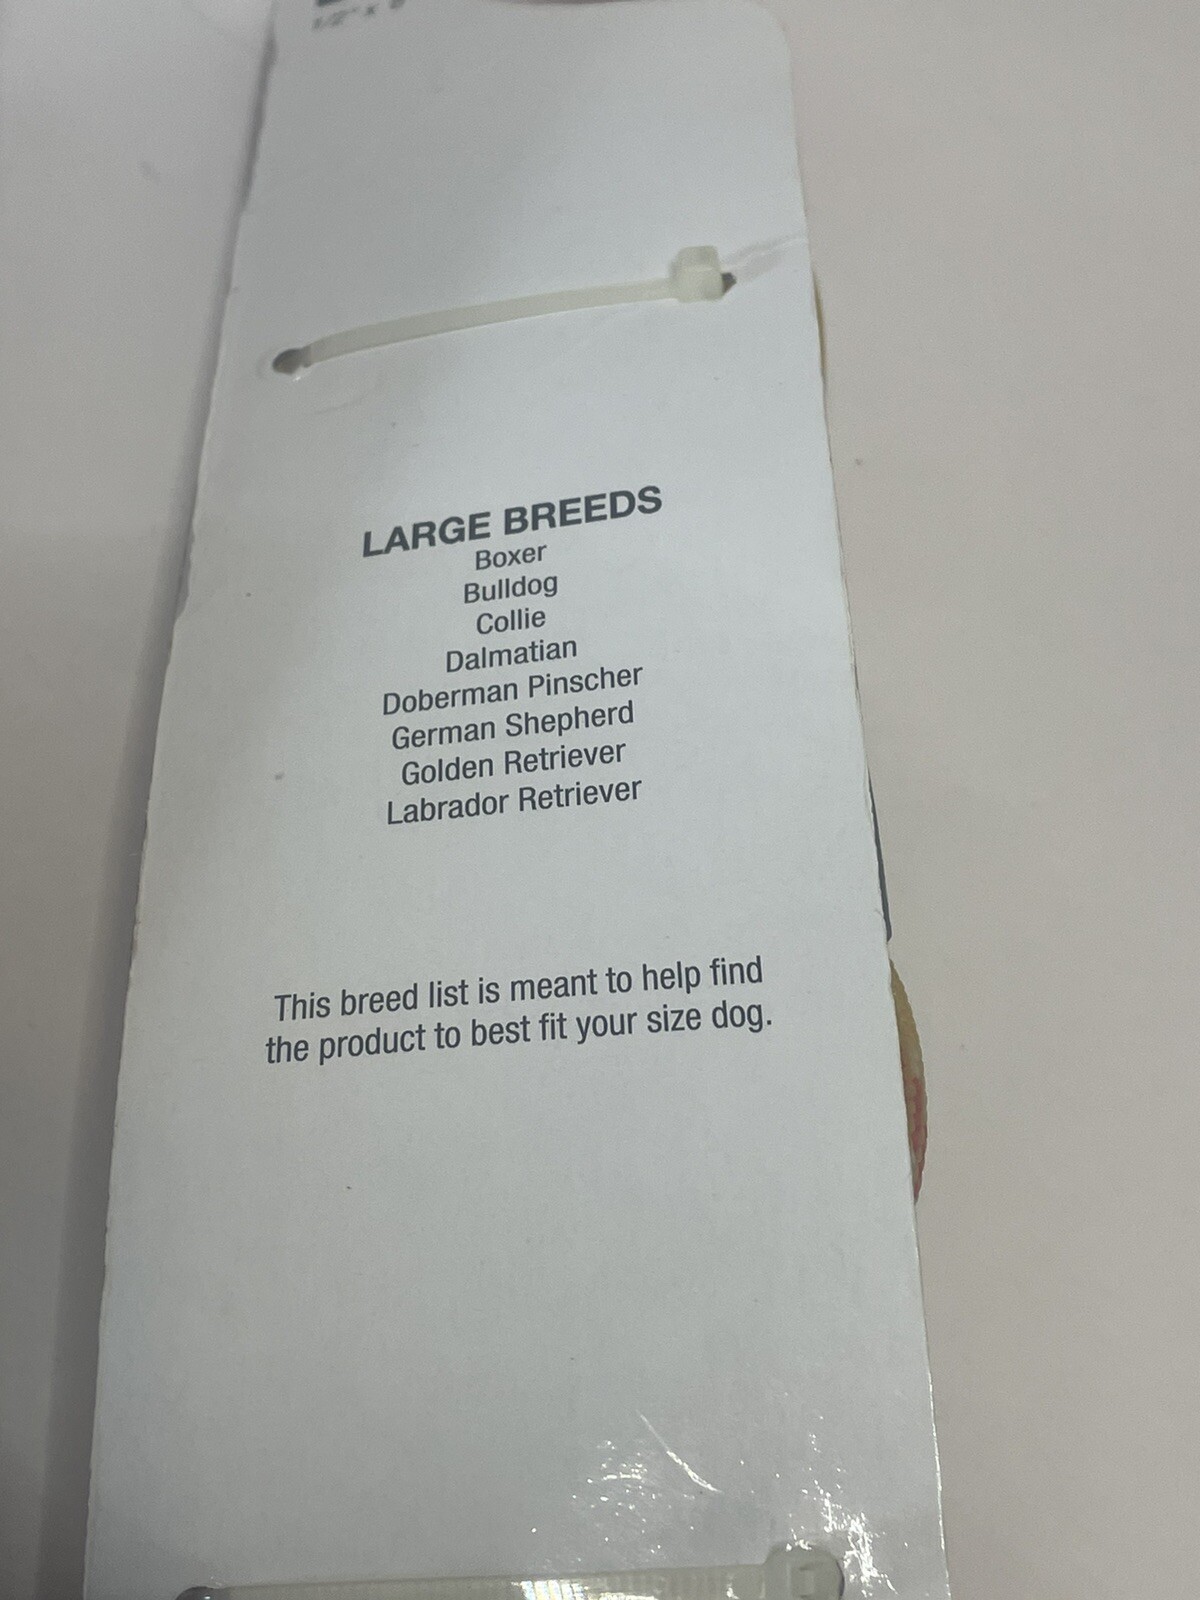 LARGE BREEDS
Boxer
Bulldog
Collie
Dalmatian
Doberman Pinscher
German Shepherd
Golden Retriever
Labrador Retriever
This breed list is meant to help find
the product to best fit your size dog.